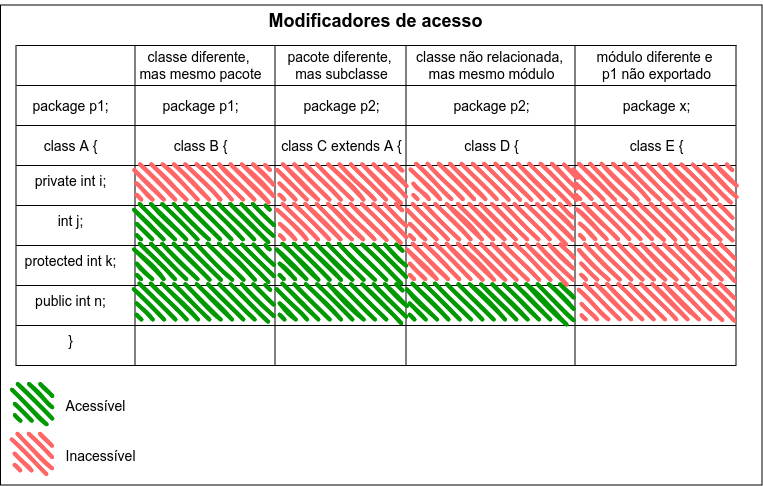 Modificadores de acesso
classe diferente,
mas mesmo pacote
pacote diferente,
mas subclasse
classe não relacionada,
mas mesmo módulo
módulo diferente e
p1 não exportado
package p1;
package p1;
package p2;
package p2;
package x;
class A {
class B {
class C extends A {
class D {
class E {
private int i;
int j;
protected int k;
public int n;
}
Acessível
Inacessível